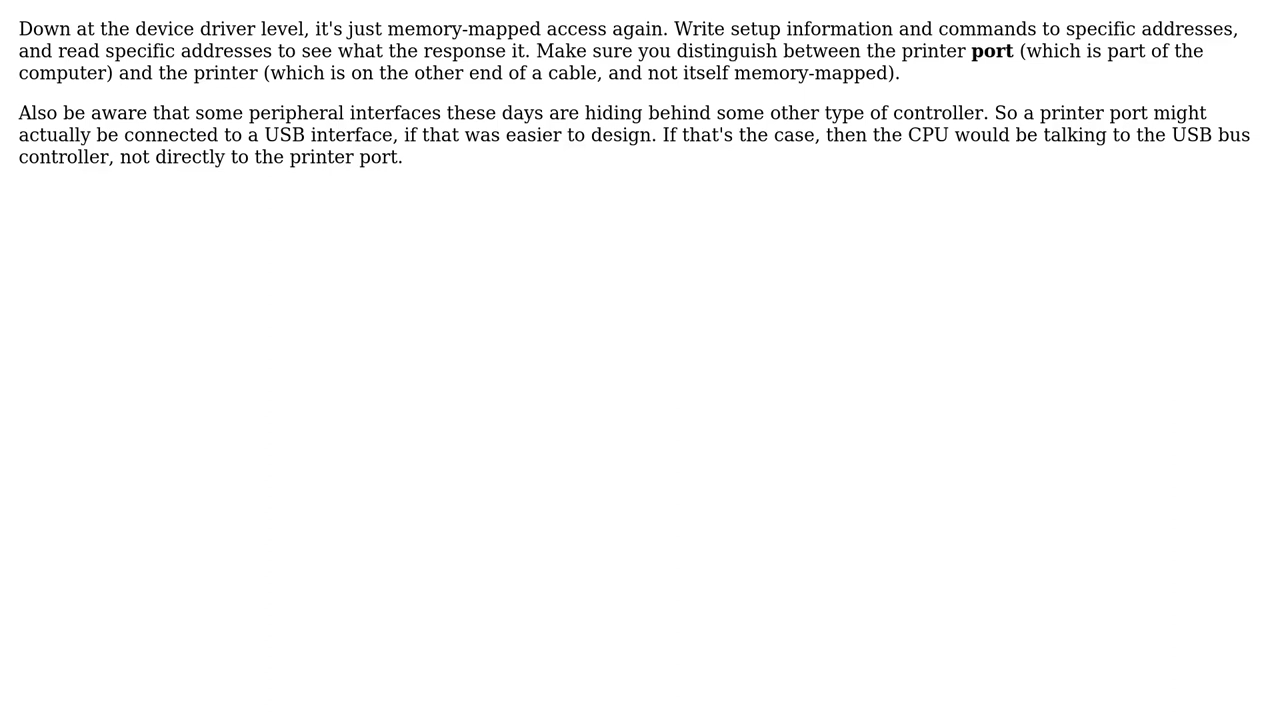 Down at the device driver level, it's just memory-mapped access again. Write setup information and commands to specific addresses,
and read specific addresses to see what the response it. Make sure you distinguish between the printer port (which is part of the
computer) and the printer (which is on the other end of a cable, and not itself memory-mapped).
Also be aware that some peripheral interfaces these days are hiding behind some other type of controller. So a printer port might
actually be connected to a USB interface, if that was easier to design. If that's the case, then the CPU would be talking to the USB bus
controller, not directly to the printer port.